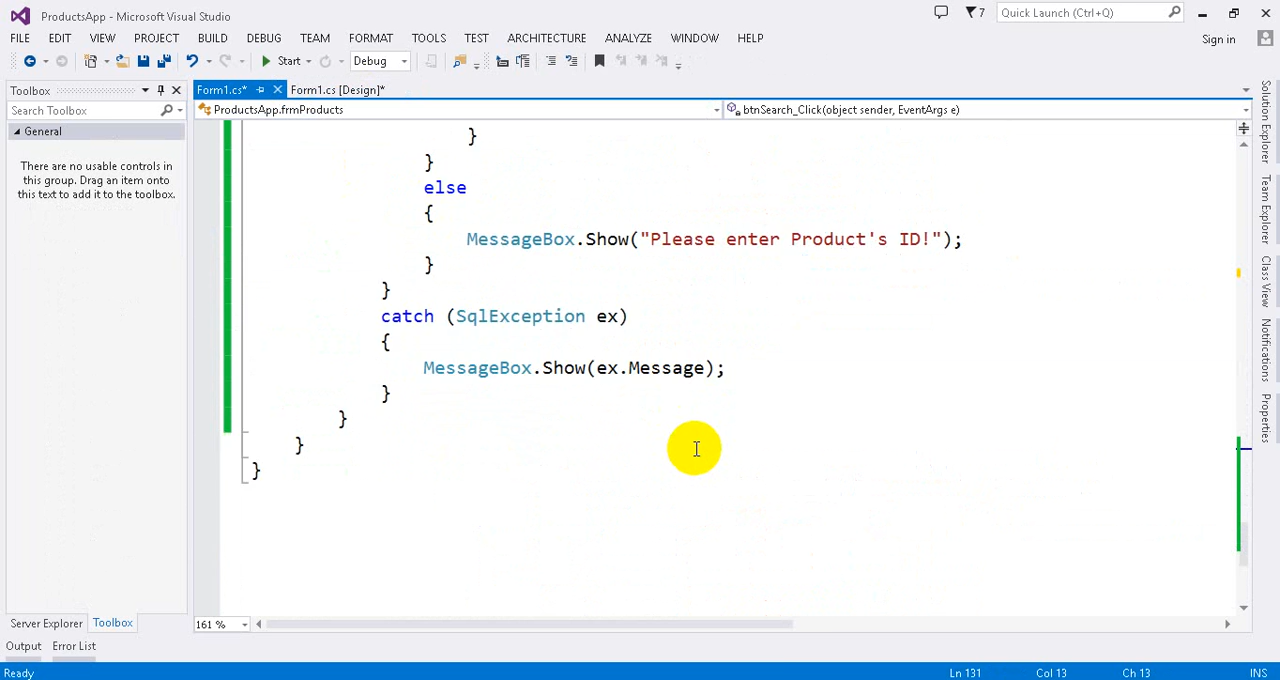 ProductsApp - Microsoft Visual Studio
7
Quick Launch (Ctrl+Q)
FILE EDIT VIEW PROJECT BUILD DEBUG TEAM FORMAT TOOLS TEST ARCHITECTURE ANALYZE WINDOW HELP
Sign in
Start
Debug
Toolbox
Form1.cs*
Form1.cs [Design]*
Search Toolbox
ProductsApp.frmProducts
btnSearch_Click(object sender, EventArgs e)
General
There are no usable controls in
this group. Drag an item onto
this text to add it to the toolbox.
}
}
else
{
MessageBox.Show("Please enter Product's ID!");
}
}
catch (SqlException ex)
{
MessageBox.Show(ex.Message);
}
}
}
}
Solution Explorer
Team Explorer
Class View
Notifications
Properties
Server Explorer
Toolbox
161 %
Output
Error List
Ready
Ln 131
Col 13
Ch 13
INS